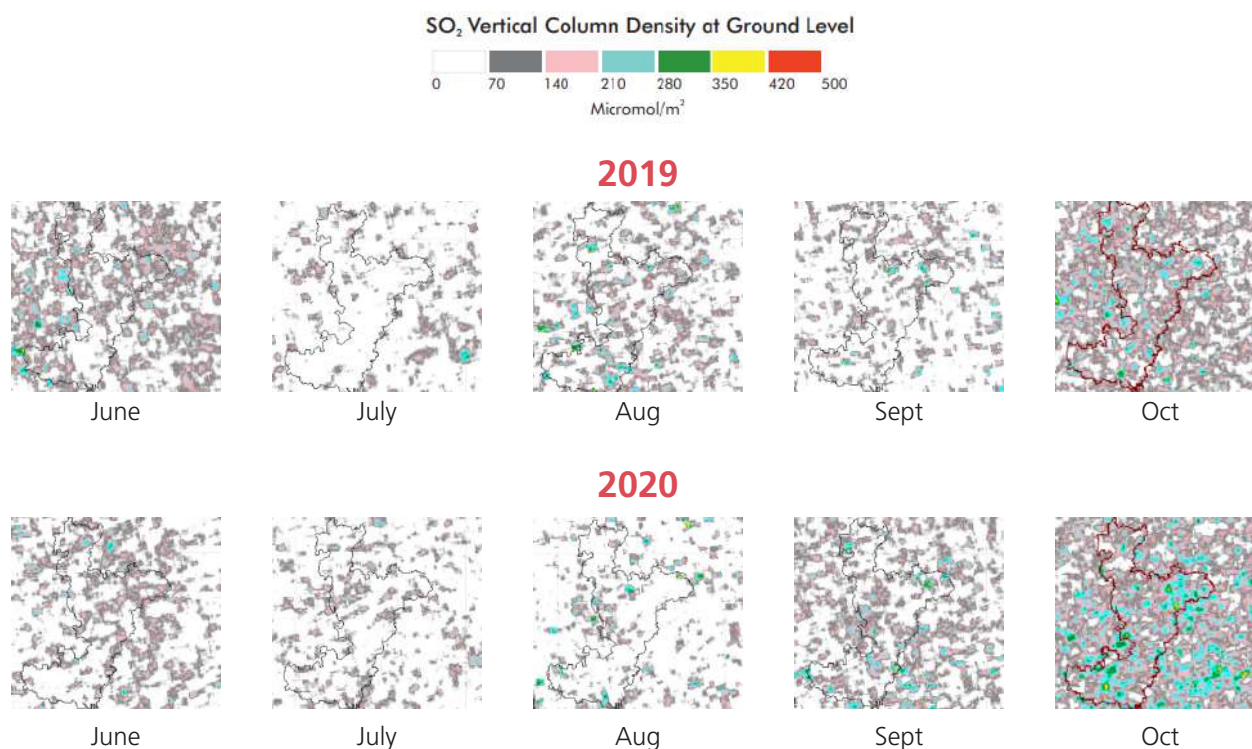 SO₂ Vertical Column Density at Ground Level
0 70 140 210 280 350 420 500
Micromol/m²
2019
June July Aug Sept Oct
2020
June July Aug Sept Oct